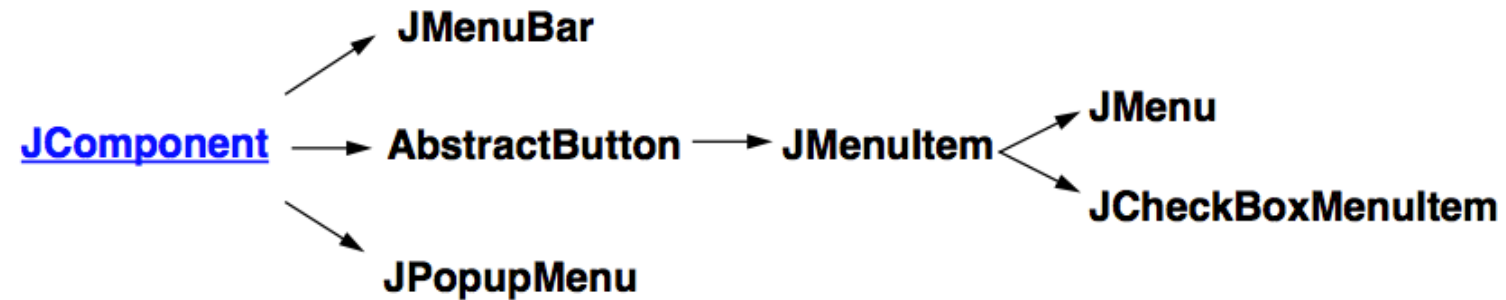 JMenuBar
JComponent
AbstractButton
JMenuItem
JMenu
JCheckBoxMenuItem
JPopupMenu